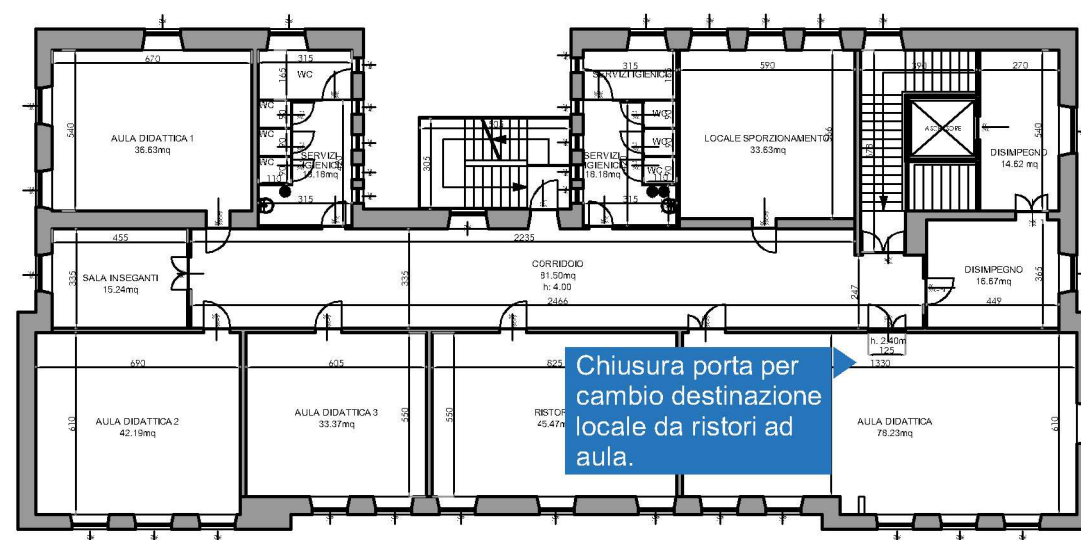 670
315
165
WC
AULA DIDATTICA 1
36.63mq
540
WC
WC
WC
SERVIZI
IGIENICI
18.18mq
110
315
305
315
SERVIZI IGIENICI
WC
WC
WC
SERVIZI
IGIENICI
18.18mq
110
315
590
LOCALE SPORZIONAMENTO
33.63mq
390
ASCENSORE
270
540
DISIMPEGNO
14.62 mq
455
335
SALA INSEGANTI
15.24mq
2235
335
CORRIDOIO
81.50mq
h: 4.00
2466
247
DISIMPEGNO
16.67mq
365
449
690
610
AULA DIDATTICA 2
42.19mq
605
AULA DIDATTICA 3
33.37mq
550
825
550
RISTOR
45.47m
h. 2.40m
125
1330
AULA DIDATTICA
78.23mq
610
Chiusura porta per
cambio destinazione
locale da ristori ad
aula.